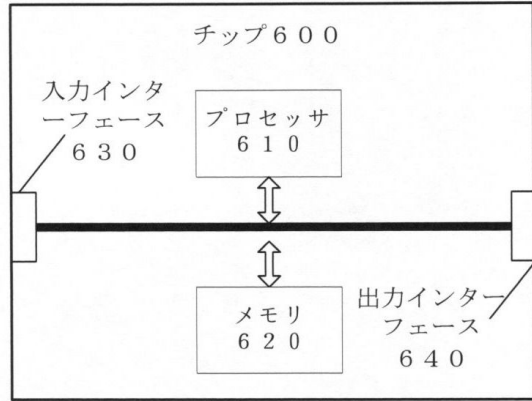 チップ６００
入力インタ
ーフェース
６３０
プロセッサ
６１０
メモリ
６２０
出力インター
フェース
６４０